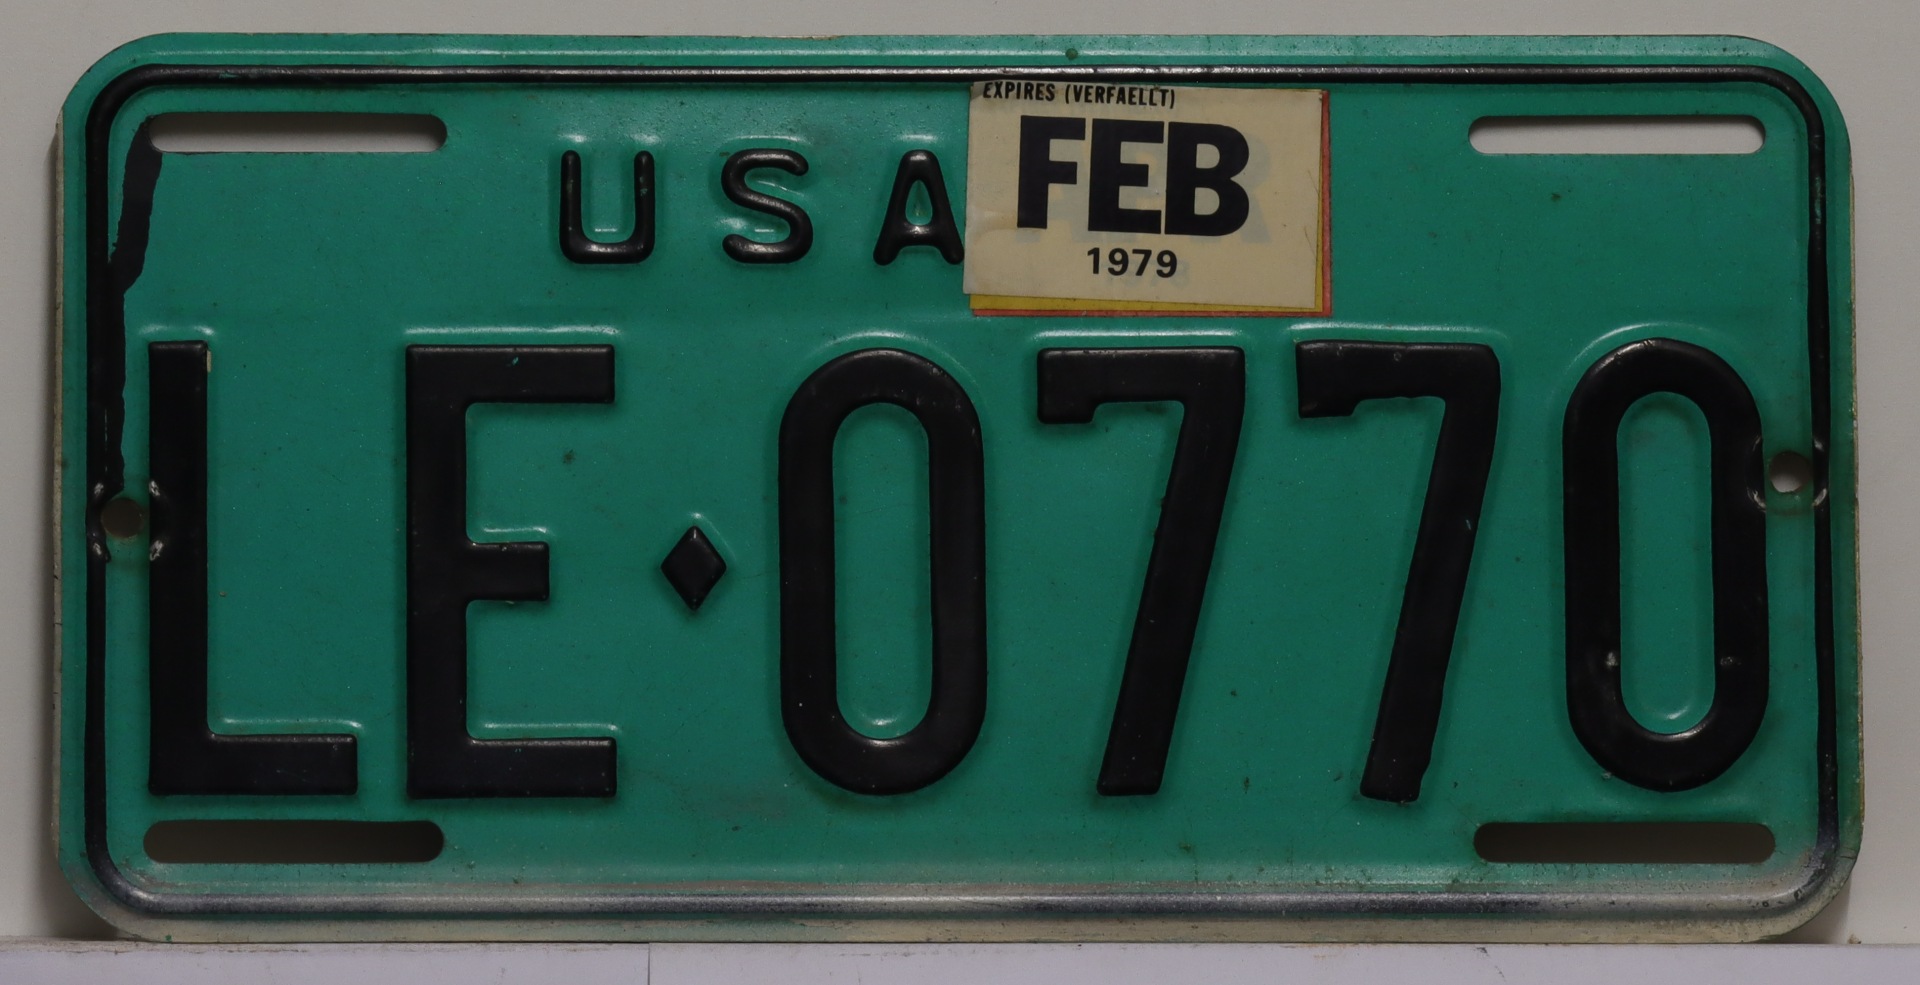 EXPIRES (VERFAELLT)
USA
FEB
1979
LE♦0770